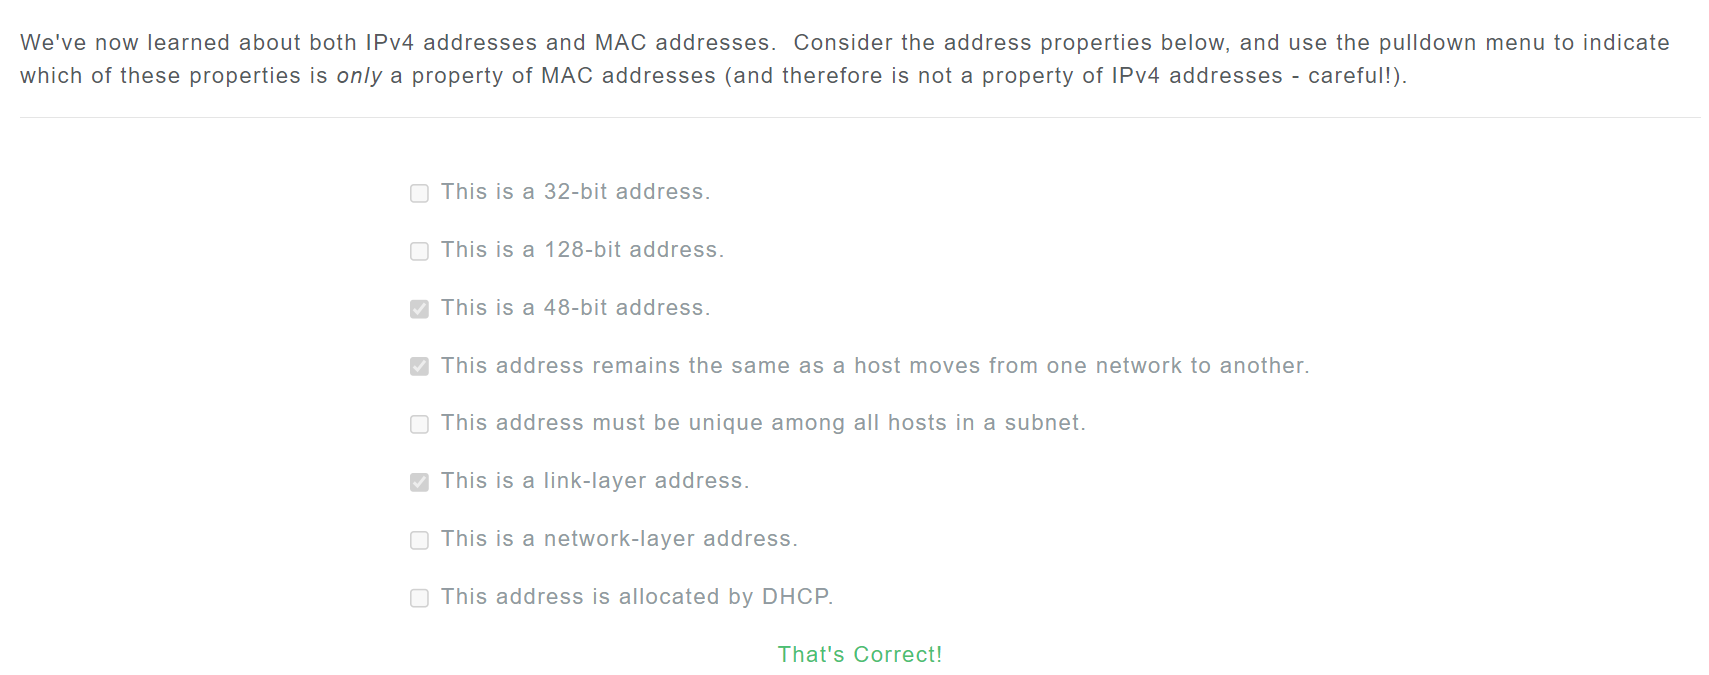 We've now learned about both IPv4 addresses and MAC addresses.  Consider the address properties below, and use the pulldown menu to indicate
which of these properties is only a property of MAC addresses (and therefore is not a property of IPv4 addresses - careful!).
This is a 32-bit address.
This is a 128-bit address.
This is a 48-bit address.
This address remains the same as a host moves from one network to another.
This address must be unique among all hosts in a subnet.
This is a link-layer address.
This is a network-layer address.
This address is allocated by DHCP.
That's Correct!